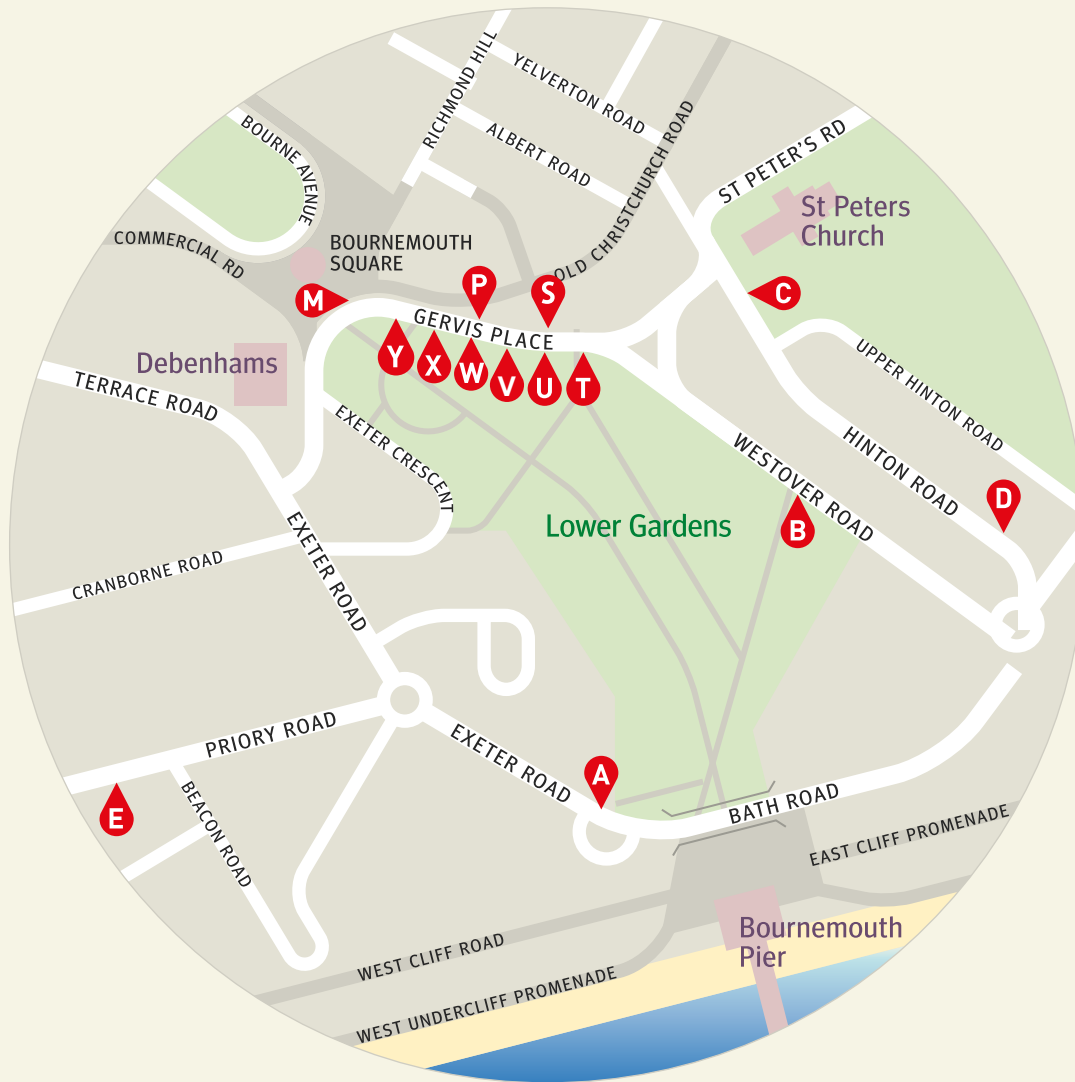 RICHMOND HILL
YELVERTON ROAD
ALBERT ROAD
OLD CHRISTCHURCH ROAD
ST PETER'S RD
BOURNE AVENUE
St Peters
Church
COMMERCIAL RD
BOURNEMOUTH
SQUARE
M
P
S
C
GERVIS PLACE
Y
X
W
V
U
T
Debenhams
TERRACE ROAD
UPPER HINTON ROAD
EXETER CRESCENT
HINTON ROAD
WESTOVER ROAD
D
B
Lower Gardens
EXETER ROAD
CRANBORNE ROAD
PRIORY ROAD
EXETER ROAD
A
E
BEACON ROAD
BATH ROAD
EAST CLIFF PROMENADE
Bournemouth
Pier
WEST CLIFF ROAD
WEST UNDERCLIFF PROMENADE